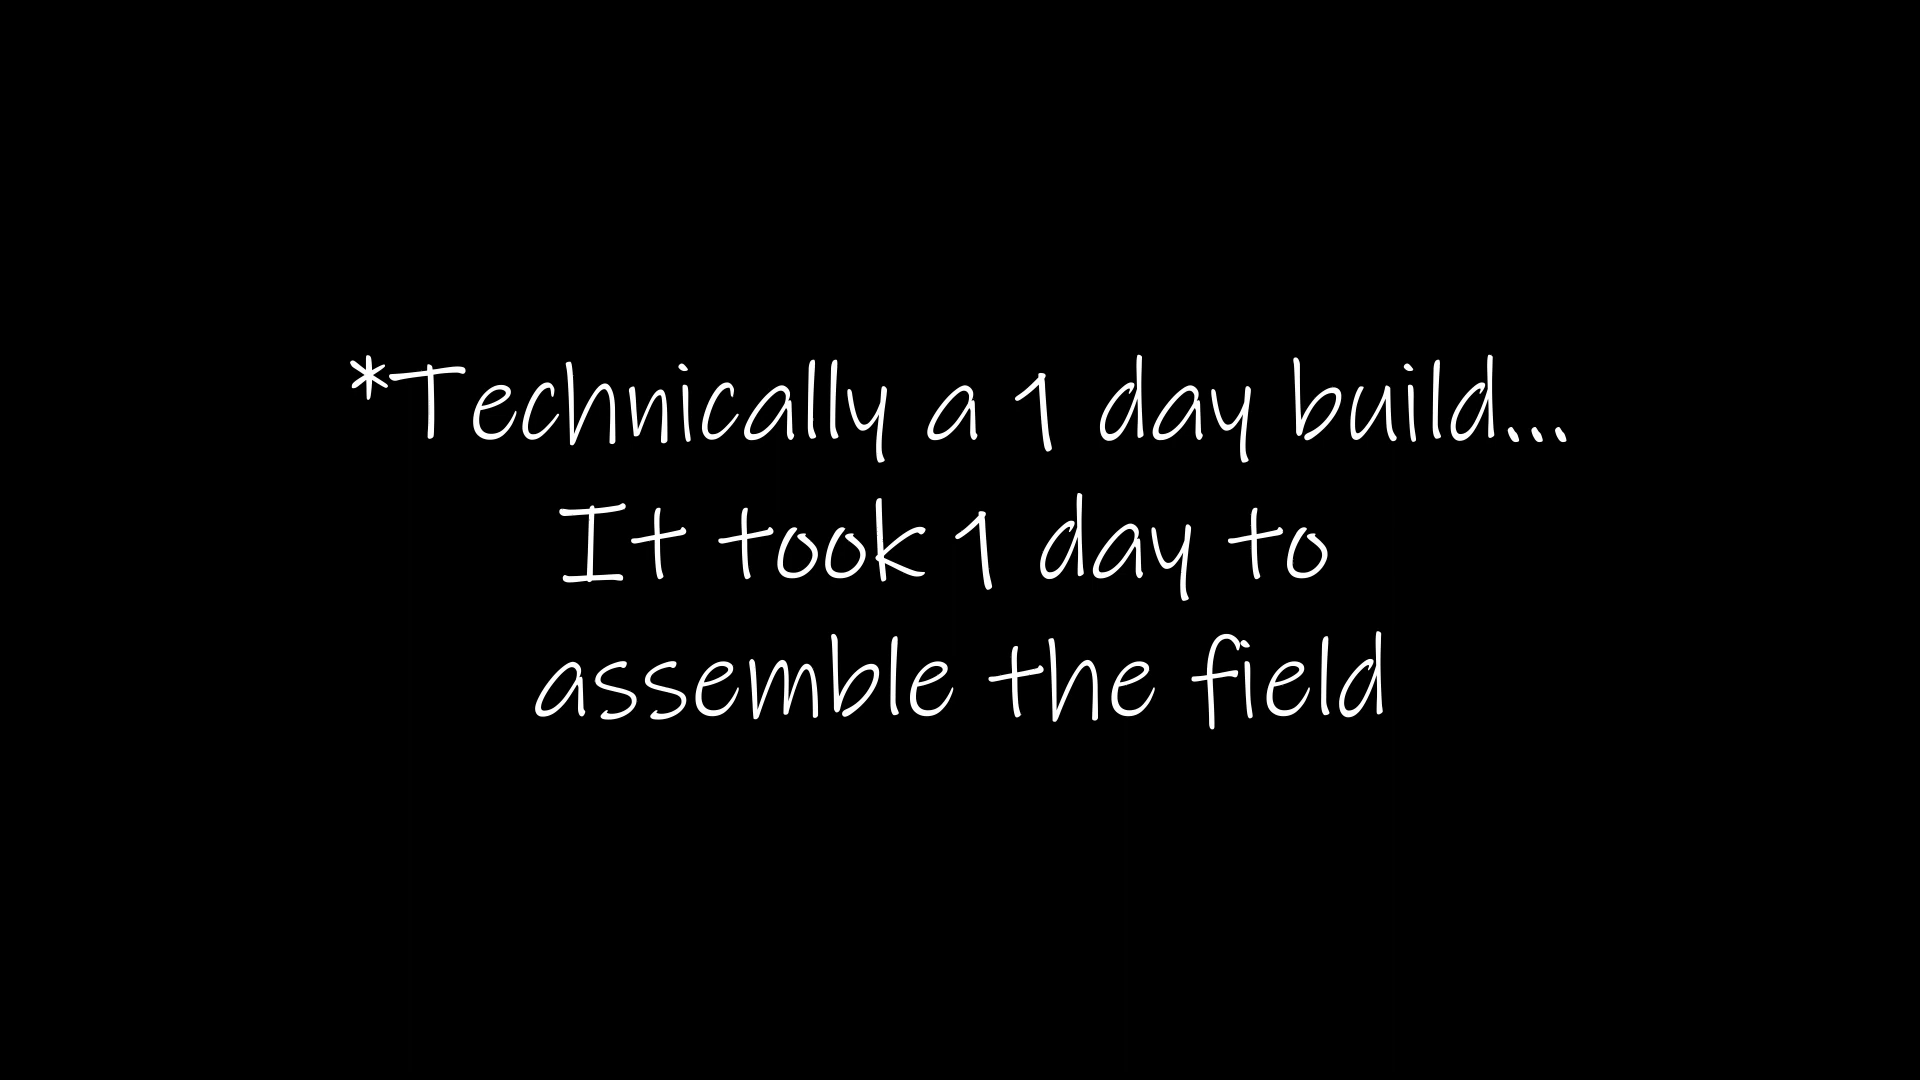 *Technically a 1 day build...
It took 1 day to
assemble the field